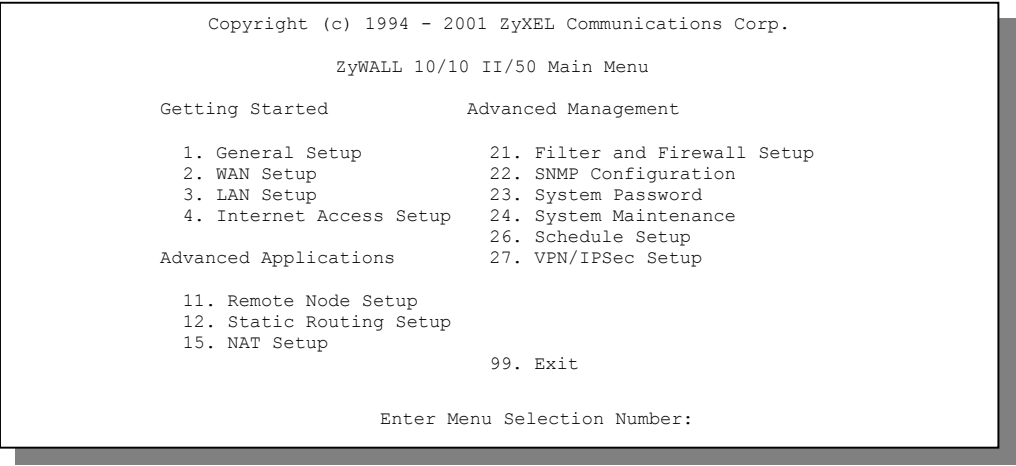 Copyright (c) 1994 - 2001 ZyXEL Communications Corp.
ZyWALL 10/10 II/50 Main Menu
Getting Started Advanced Management
1. General Setup 21. Filter and Firewall Setup
2. WAN Setup 22. SNMP Configuration
3. LAN Setup 23. System Password
4. Internet Access Setup 24. System Maintenance
26. Schedule Setup
Advanced Applications 27. VPN/IPSec Setup
11. Remote Node Setup
12. Static Routing Setup
15. NAT Setup
99. Exit
Enter Menu Selection Number: